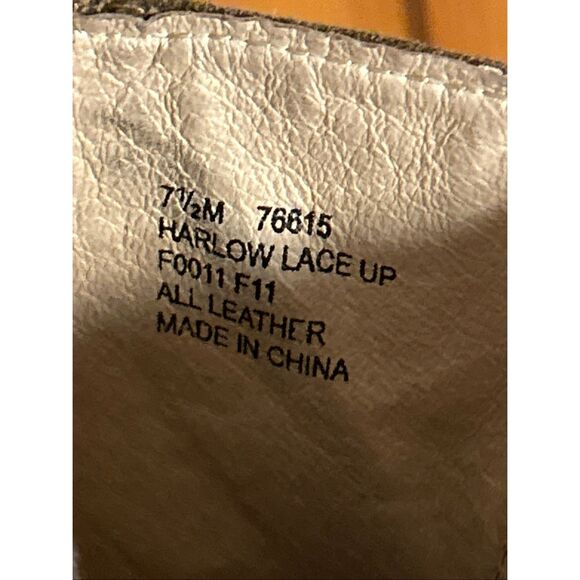 7½M 76615
HARLOW LACE UP
F0011 F11
ALL LEATHER
MADE IN CHINA